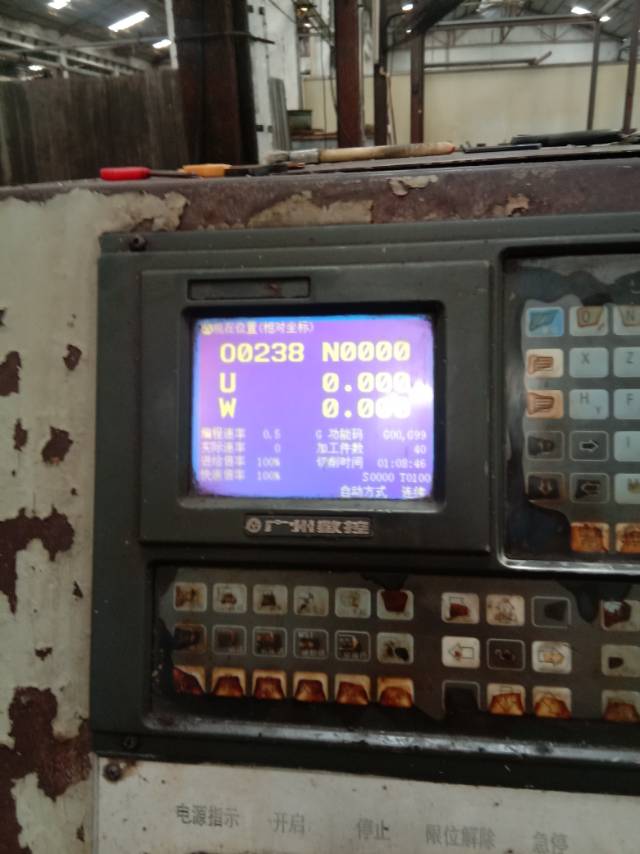 现在位置(相对坐标)
O0238 N0000
U 0.000
W 0.000
编程速率 0.5 G 功能码 G00,G99
实际速率 0 加工件数 40
进给倍率 100% 切削时间 01:08:46
快速倍率 100%
S0000 T0100
自动方式 连续
广州数控
X
Z
H Y F
电源指示 开启 停止 限位解除 急停